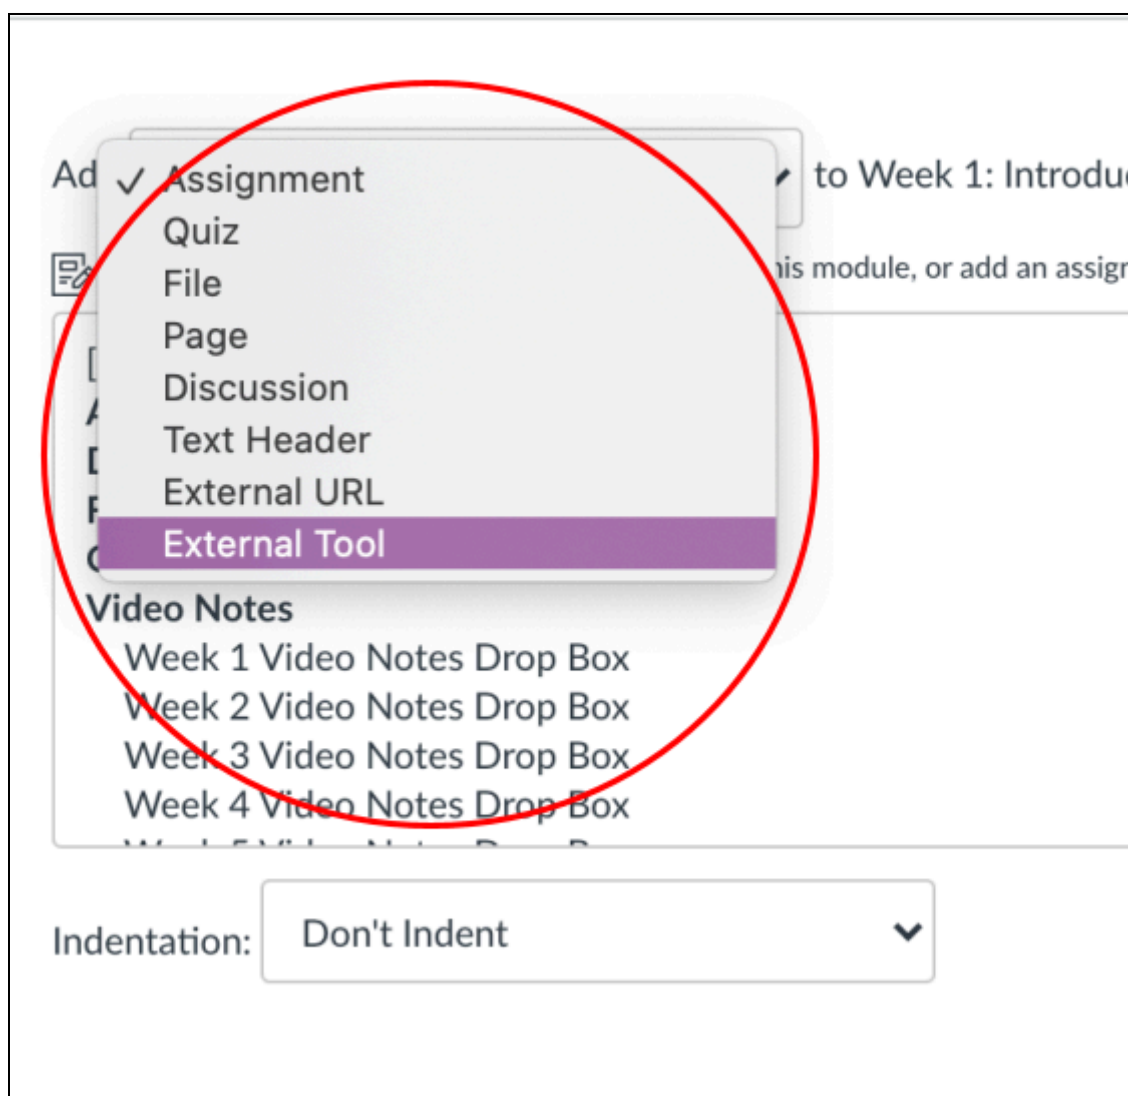 Ad ✓ Assignment to Week 1: Introdu
Quiz
File his module, or add an assig
Page
Discussion
Text Header
External URL
External Tool
Video Notes
Week 1 Video Notes Drop Box
Week 2 Video Notes Drop Box
Week 3 Video Notes Drop Box
Week 4 Video Notes Drop Box
Indentation: Don't Indent